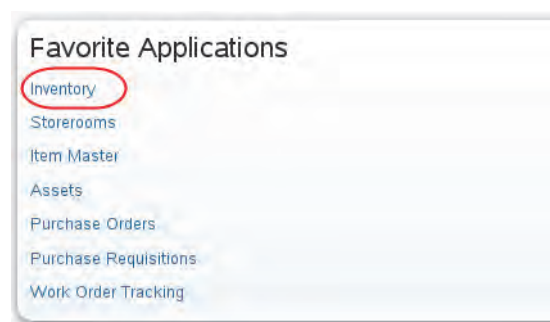 Favorite Applications
Inventory
Storerooms
Item Master
Assets
Purchase Orders
Purchase Requisitions
Work Order Tracking